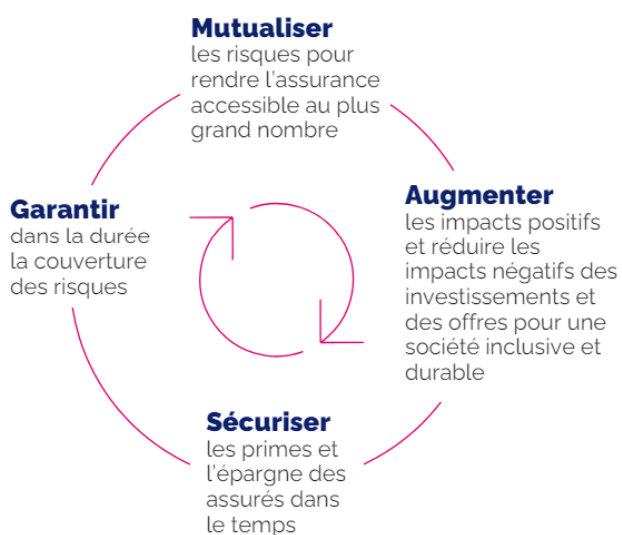 Mutualiser
les risques pour
rendre l’assurance
accessible au plus
grand nombre
Augmenter
les impacts positifs
et réduire les
impacts négatifs des
investissements et
des offres pour une
société inclusive et
durable
Sécuriser
les primes et
l’épargne des
assurés dans
le temps
Garantir
dans la durée
la couverture
des risques